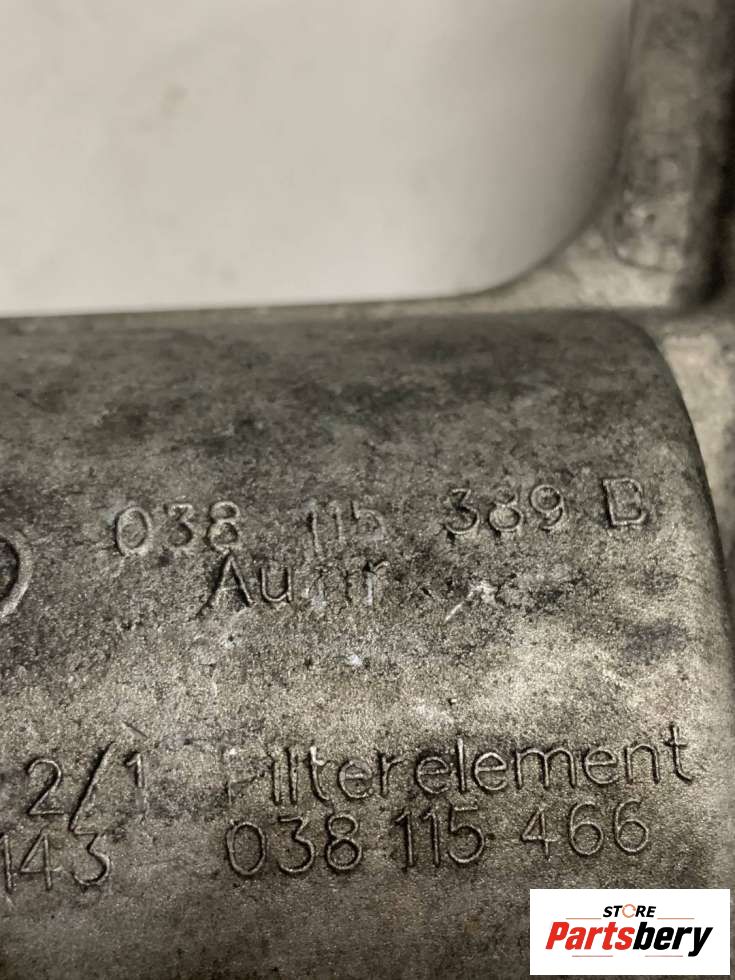 038 115 389 B
2/1 Filterelement
143 038 115 466
STORE
Partsbery